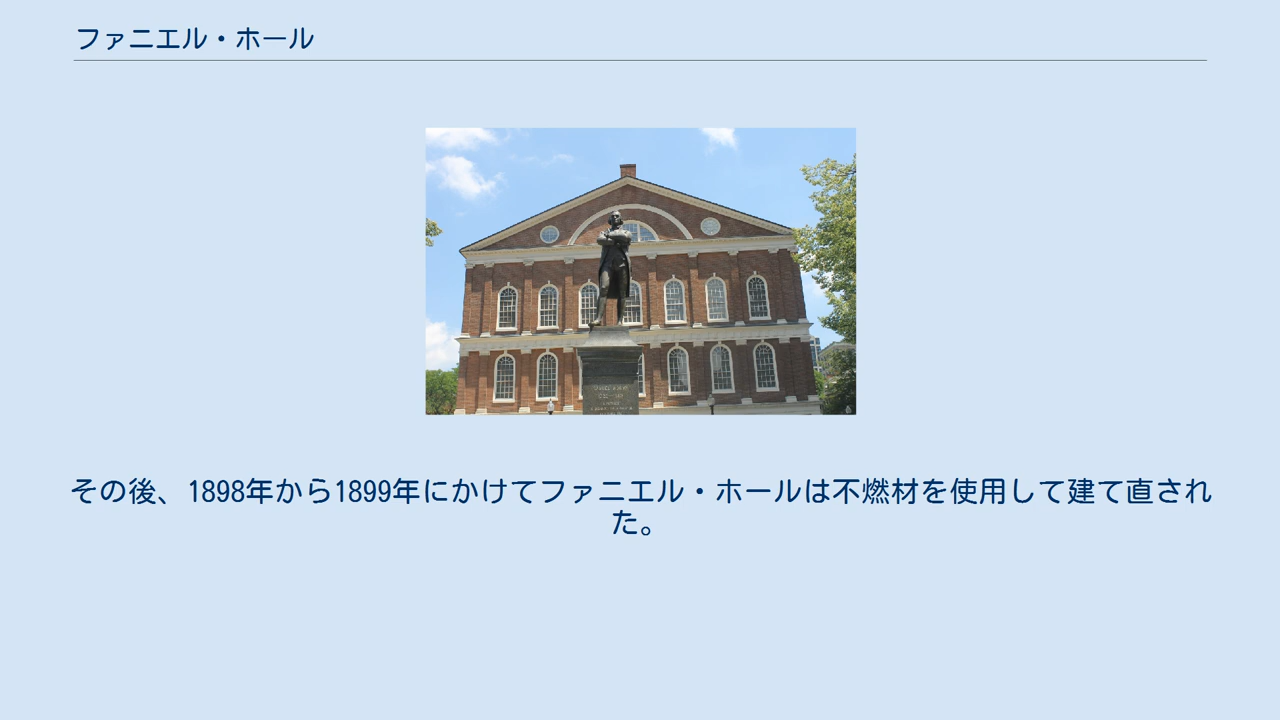 ファニエル・ホール
その後、1898年から1899年にかけてファニエル・ホールは不燃材を使用して建て直され
た。